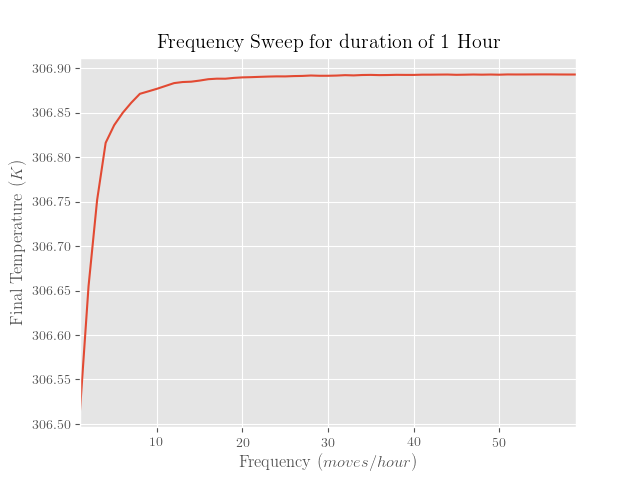 Frequency Sweep for duration of 1 Hour
Final Temperature (K)
306.90
306.85
306.80
306.75
306.70
306.65
306.60
306.55
306.50
10 20 30 40 50
Frequency (moves/hour)